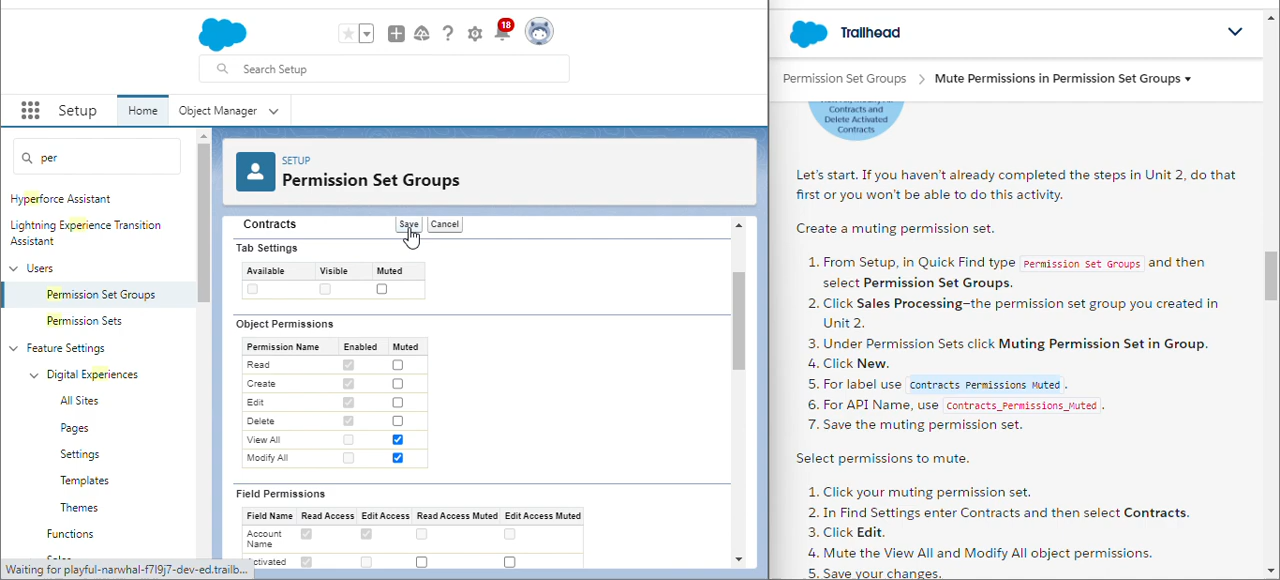 18
Search Setup
Setup
Home
Object Manager
per
Hyperforce Assistant
Lightning Experience Transition
Assistant
Users
Permission Set Groups
Permission Sets
Feature Settings
Digital Experiences
All Sites
Pages
Settings
Templates
Themes
Functions
Waiting for playful-narwhal-f7l9j7-dev-ed.trailb...
SETUP
Permission Set Groups
Contracts
Save
Cancel
Tab Settings
Available Visible Muted
Object Permissions
Permission Name Enabled Muted
Read
Create
Edit
Delete
View All
Modify All
Field Permissions
Field Name Read Access Edit Access Read Access Muted Edit Access Muted
Account
Name
Activated
Trailhead
Permission Set Groups > Mute Permissions in Permission Set Groups
Contracts and
Delete Activated
Contracts
Let's start. If you haven't already completed the steps in Unit 2, do that
first or you won't be able to do this activity.
Create a muting permission set.
1. From Setup, in Quick Find type Permission Set Groups and then
select Permission Set Groups.
2. Click Sales Processing—the permission set group you created in
Unit 2.
3. Under Permission Sets click Muting Permission Set in Group.
4. Click New.
5. For label use Contracts Permissions Muted.
6. For API Name, use Contracts_Permissions_Muted.
7. Save the muting permission set.
Select permissions to mute.
1. Click your muting permission set.
2. In Find Settings enter Contracts and then select Contracts.
3. Click Edit.
4. Mute the View All and Modify All object permissions.
5. Save your changes.